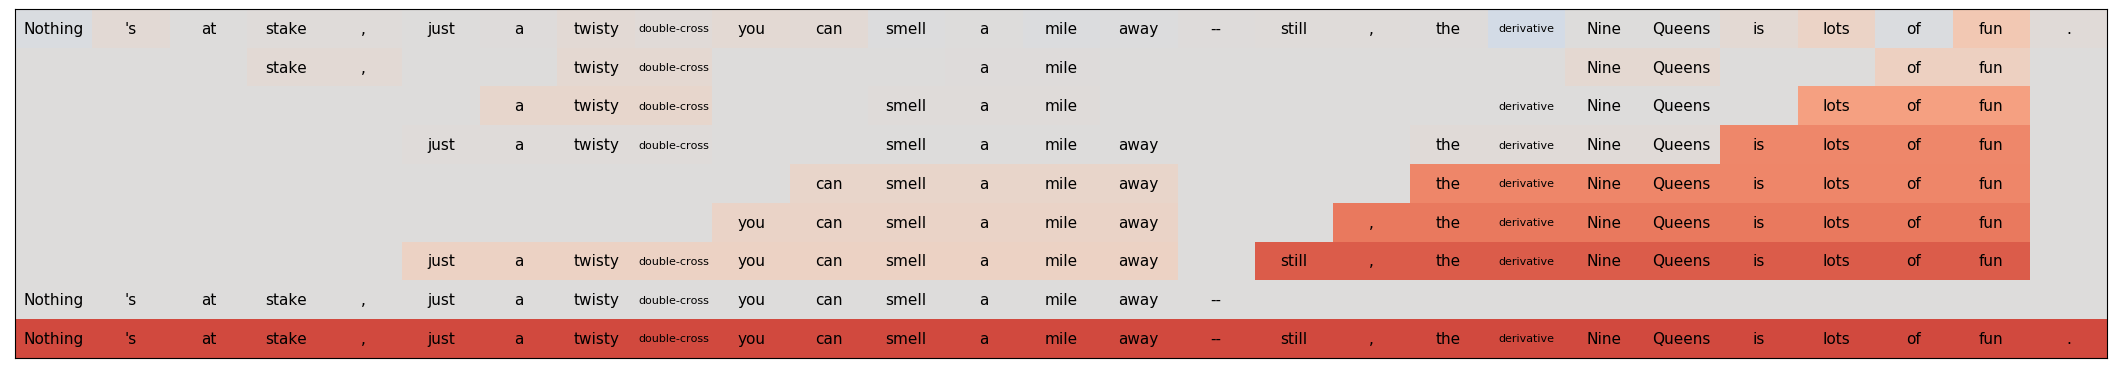 Nothing 's at stake , just a twisty double-cross you can smell a mile away -- still , the derivative Nine Queens is lots of fun .
stake , twisty double-cross a mile Nine Queens of fun
a twisty double-cross smell a mile derivative Nine Queens lots of fun
just a twisty double-cross smell a mile away the derivative Nine Queens is lots of fun
can smell a mile away the derivative Nine Queens is lots of fun
you can smell a mile away , the derivative Nine Queens is lots of fun
just a twisty double-cross you can smell a mile away still , the derivative Nine Queens is lots of fun
Nothing 's at stake , just a twisty double-cross you can smell a mile away --
Nothing 's at stake , just a twisty double-cross you can smell a mile away -- still , the derivative Nine Queens is lots of fun .